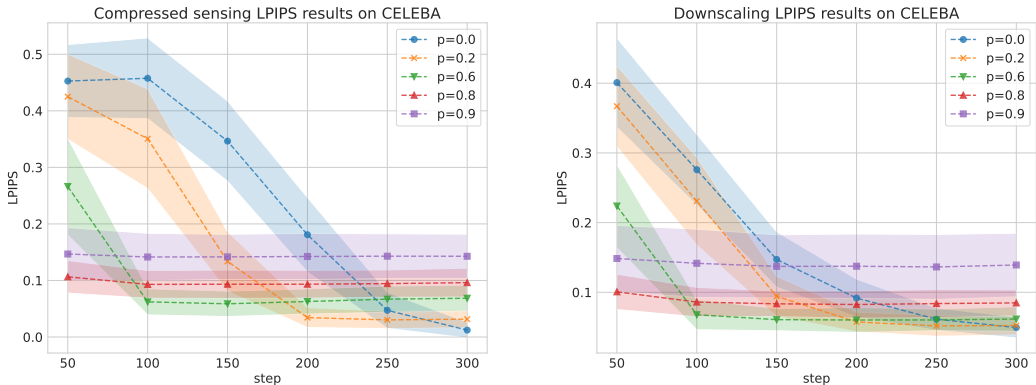 Compressed sensing LPIPS results on CELEBA
LPIPS
0.5
0.4
0.3
0.2
0.1
0.0
50 100 150 200 250 300
step
p=0.0
p=0.2
p=0.6
p=0.8
p=0.9
Downscaling LPIPS results on CELEBA
LPIPS
0.4
0.3
0.2
0.1
50 100 150 200 250 300
step
p=0.0
p=0.2
p=0.6
p=0.8
p=0.9